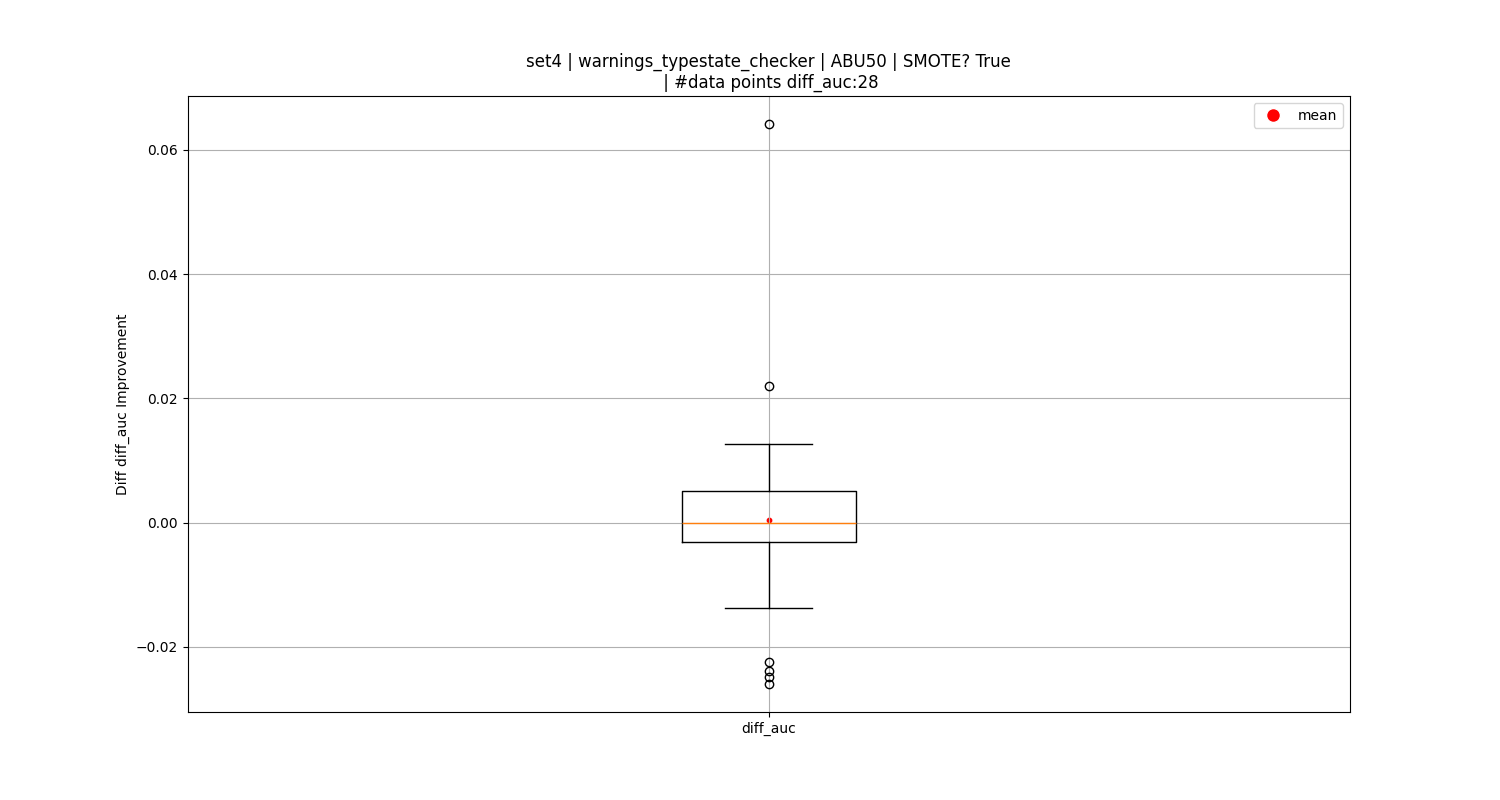 set4 | warnings_typestate_checker | ABU50 | SMOTE? True
| #data points diff_auc:28
mean
0.06
0.04
0.02
0.00
−0.02
Diff diff_auc Improvement
diff_auc